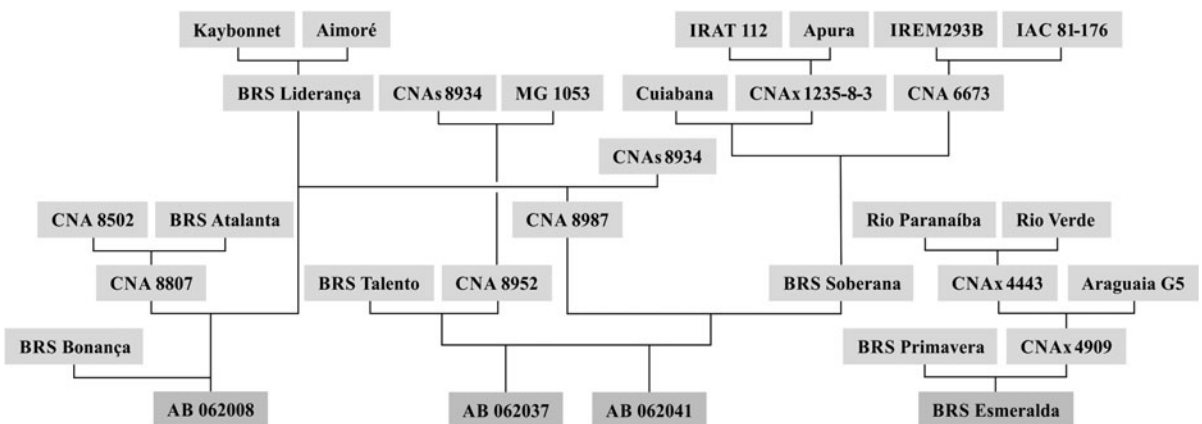 Kaybonnet Aimoré IRAT 112 Apura IREM293B IAC 81-176
BRS Liderança CNAs 8934 MG 1053 Cuiabana CNAx 1235-8-3 CNA 6673
CNAs 8934
CNA 8502 BRS Atalanta CNA 8987 Rio Paranaíba Rio Verde
CNA 8807 BRS Talento CNA 8952 BRS Soberana CNAx 4443 Araguaia G5
BRS Bonança BRS Primavera CNAx 4909
AB 062008 AB 062037 AB 062041 BRS Esmeralda